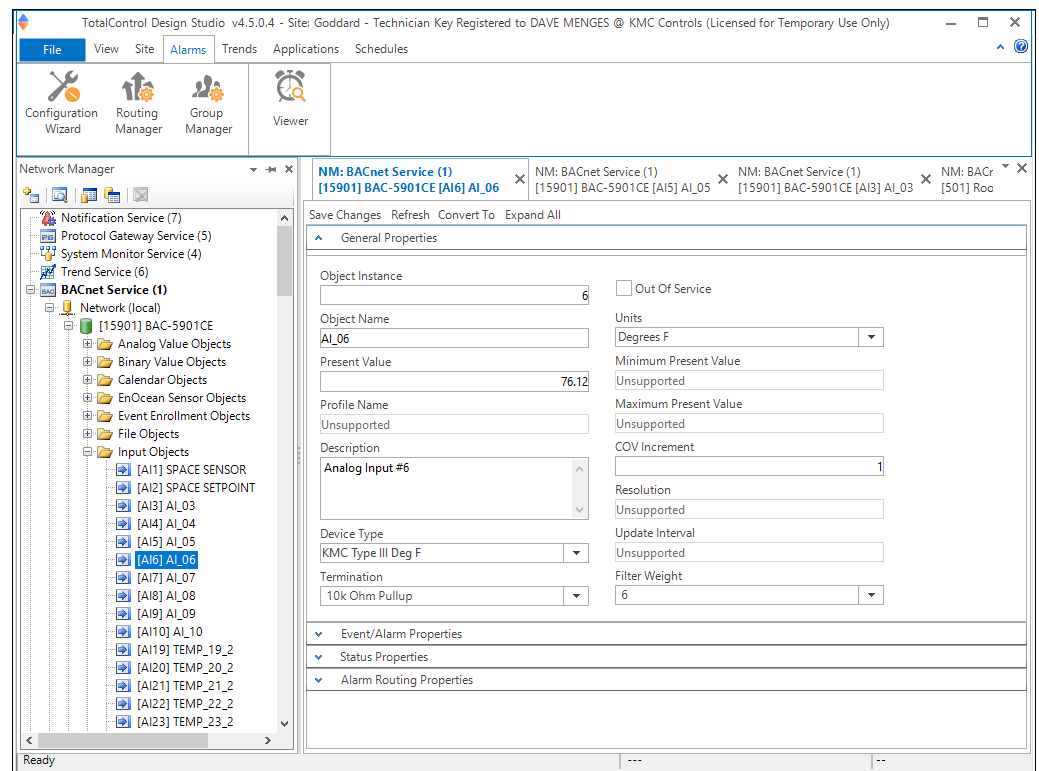 TotalControl Design Studio v4.5.0.4 - Site: Goddard - Technician Key Registered to DAVE MENGES @ KMC Controls (Licensed for Temporary Use Only)
File View Site Alarms Trends Applications Schedules
Configuration Wizard
Routing Manager
Group Manager
Viewer
Network Manager
Notification Service (7)
Protocol Gateway Service (5)
System Monitor Service (4)
Trend Service (6)
BACnet Service (1)
Network (local)
[15901] BAC-5901CE
Analog Value Objects
Binary Value Objects
Calendar Objects
EnOcean Sensor Objects
Event Enrollment Objects
File Objects
Input Objects
[AI1] SPACE SENSOR
[AI2] SPACE SETPOINT
[AI3] AI_03
[AI4] AI_04
[AI5] AI_05
[AI6] AI_06
[AI7] AI_07
[AI8] AI_08
[AI9] AI_09
[AI10] AI_10
[AI19] TEMP_19_2
[AI20] TEMP_20_2
[AI21] TEMP_21_2
[AI22] TEMP_22_2
[AI23] TEMP_23_2
NM: BACnet Service (1)
[15901] BAC-5901CE [AI6] AI_06
NM: BACnet Service (1)
[15901] BAC-5901CE [AI5] AI_05
NM: BACnet Service (1)
[15901] BAC-5901CE [AI3] AI_03
NM: BACr
[501] Roo
Save Changes Refresh Convert To Expand All
General Properties
Object Instance
6
Object Name
AI_06
Present Value
76.12
Profile Name
Unsupported
Description
Analog Input #6
Device Type
KMC Type III Deg F
Termination
10k Ohm Pullup
Out Of Service
Units
Degrees F
Minimum Present Value
Unsupported
Maximum Present Value
Unsupported
COV Increment
1
Resolution
Unsupported
Update Interval
Unsupported
Filter Weight
6
Event/Alarm Properties
Status Properties
Alarm Routing Properties
Ready --- --